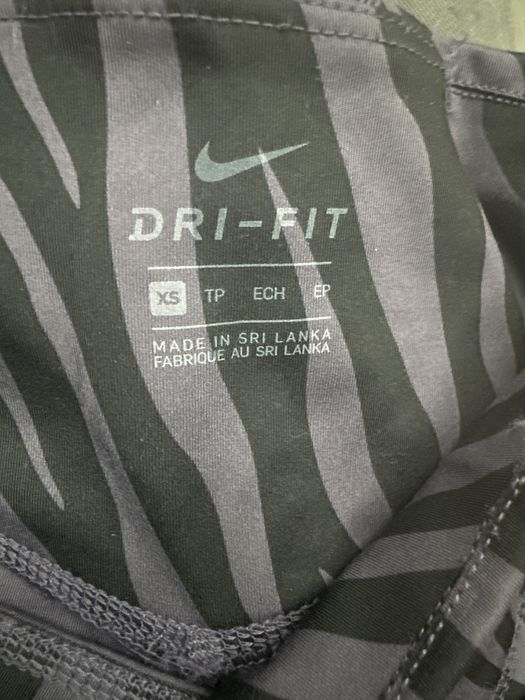 DRI-FIT
XS TP ECH EP
MADE IN SRI LANKA
FABRIQUE AU SRI LANKA